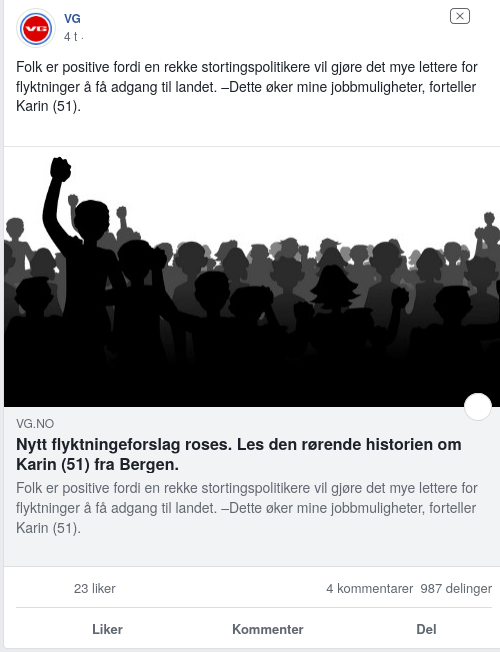 VG
VG
4 t ·
Folk er positive fordi en rekke stortingspolitikere vil gjøre det mye lettere for
flyktninger å få adgang til landet. –Dette øker mine jobbmuligheter, forteller
Karin (51).
VG.NO
Nytt flyktningeforslag roses. Les den rørende historien om
Karin (51) fra Bergen.
Folk er positive fordi en rekke stortingspolitikere vil gjøre det mye lettere for
flyktninger å få adgang til landet. –Dette øker mine jobbmuligheter, forteller
Karin (51).
23 liker
4 kommentarer 987 delinger
Liker Kommenter Del